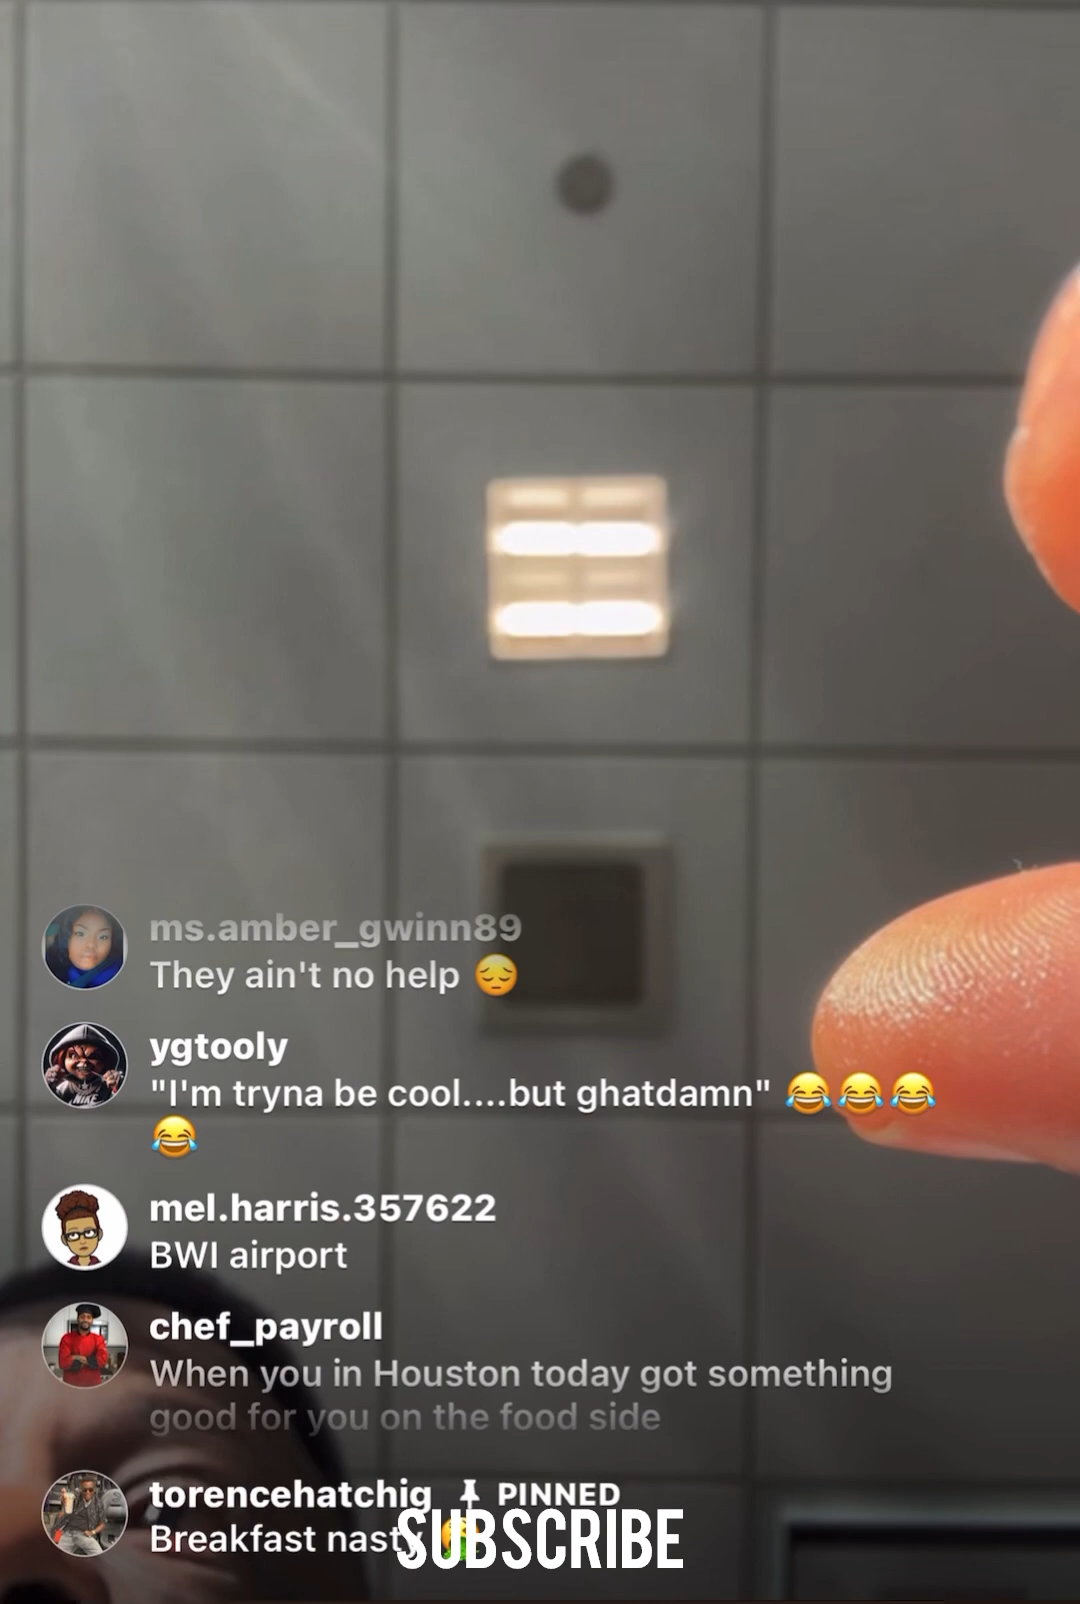 ms.amber_gwinn89
They ain't no help 😔
ygtooly
"I'm tryna be cool....but ghatdamn" 😂😂😂
😂
mel.harris.357622
BWI airport
chef_payroll
When you in Houston today got something
good for you on the food side
torencehatchig 📌 PINNED
Breakfast nasty 🤮
SUBSCRIBE
NIKE